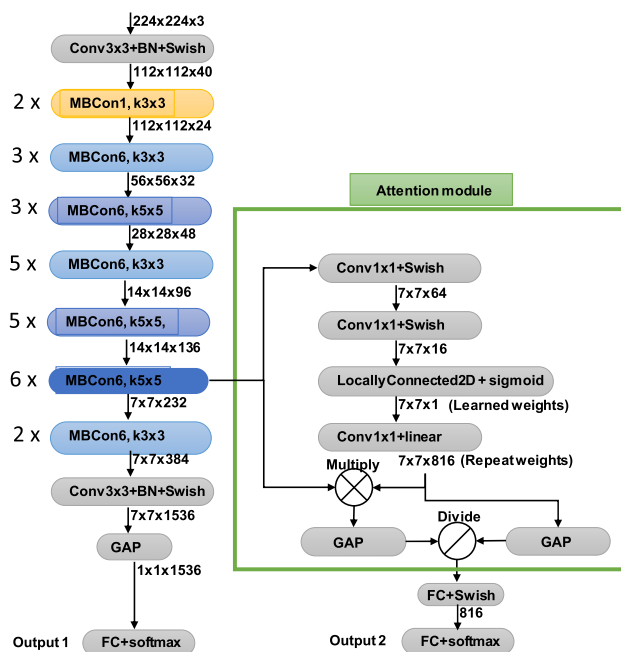 224x224x3
Conv3x3+BN+Swish
112x112x40
2 x
MBCon1, k3x3
112x112x24
3 x
MBCon6, k3x3
56x56x32
3 x
MBCon6, k5x5
28x28x48
5 x
MBCon6, k3x3
14x14x96
5 x
MBCon6, k5x5,
14x14x136
6 x
MBCon6, k5x5
7x7x232
2 x
MBCon6, k3x3
7x7x384
Conv3x3+BN+Swish
7x7x1536
GAP
1x1x1536
Output 1
FC+softmax
Attention module
Conv1x1+Swish
7x7x64
Conv1x1+Swish
7x7x16
LocallyConnected2D + sigmoid
7x7x1 (Learned weights)
Conv1x1+linear
7x7x816 (Repeat weights)
Multiply
GAP
Divide
GAP
FC+Swish
816
Output 2
FC+softmax